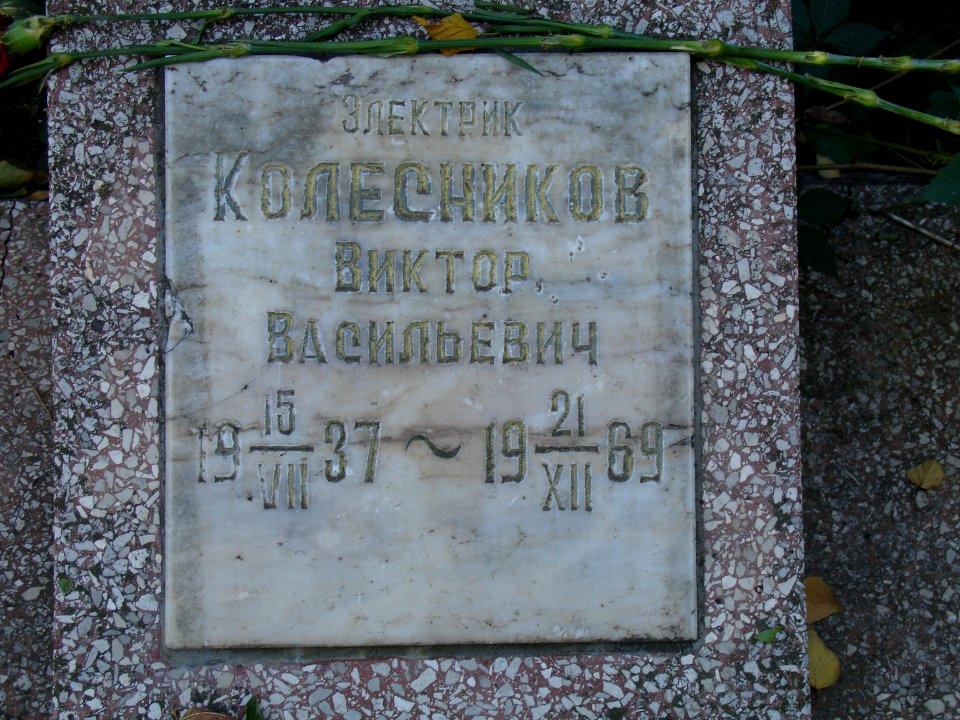 Электрик
Колесников
Виктор
Васильевич
19 15/VII 37 ~ 19 21/XII 69